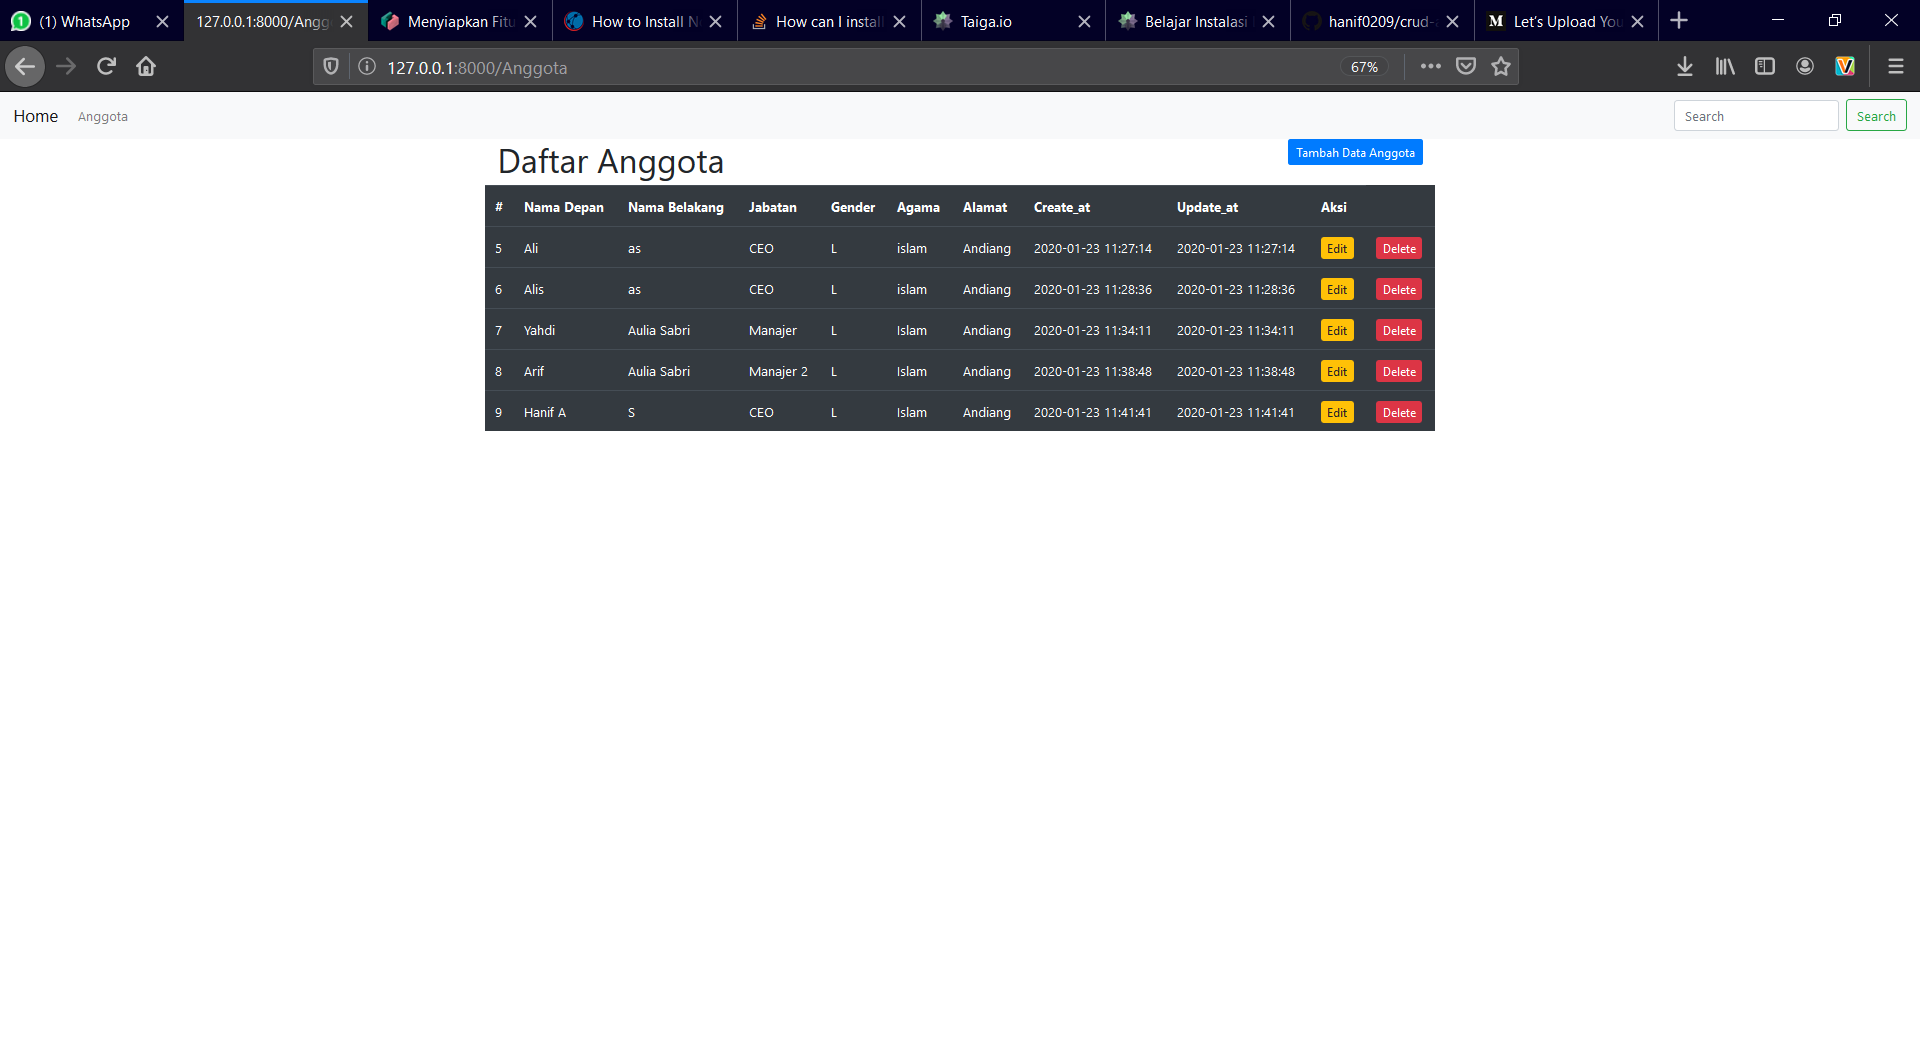 (1) WhatsApp 127.0.0.1:8000/Angg Menyiapkan Fitu How to Install N How can I install Taiga.io Belajar Instalasi hanif0209/crud- Let's Upload You
127.0.0.1:8000/Anggota 67%
Home Anggota Search Search
Daftar Anggota Tambah Data Anggota
# Nama Depan Nama Belakang Jabatan Gender Agama Alamat Create_at Update_at Aksi
5 Ali as CEO L islam Andiang 2020-01-23 11:27:14 2020-01-23 11:27:14 Edit Delete
6 Alis as CEO L islam Andiang 2020-01-23 11:28:36 2020-01-23 11:28:36 Edit Delete
7 Yahdi Aulia Sabri Manajer L Islam Andiang 2020-01-23 11:34:11 2020-01-23 11:34:11 Edit Delete
8 Arif Aulia Sabri Manajer 2 L Islam Andiang 2020-01-23 11:38:48 2020-01-23 11:38:48 Edit Delete
9 Hanif A S CEO L Islam Andiang 2020-01-23 11:41:41 2020-01-23 11:41:41 Edit Delete